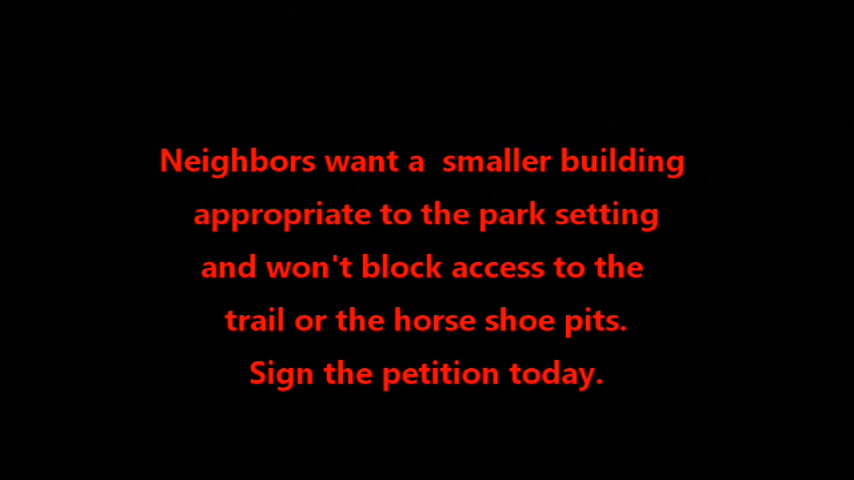 Neighbors want a  smaller building
appropriate to the park setting
and won't block access to the
trail or the horse shoe pits.
Sign the petition today.